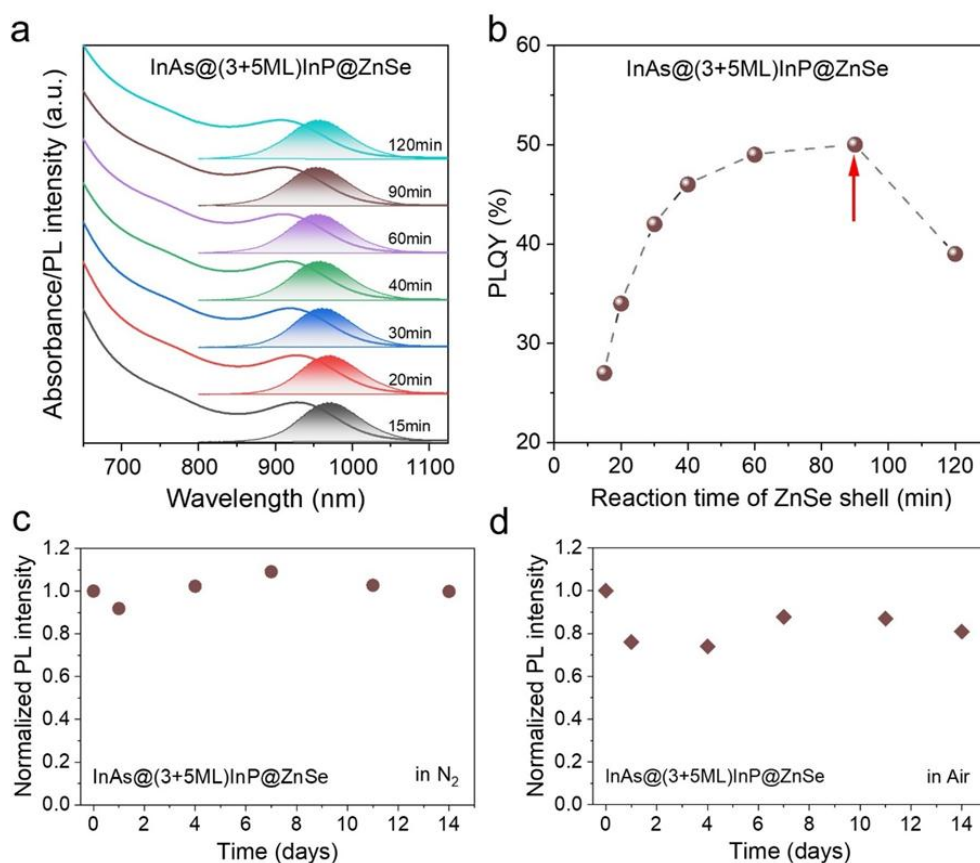 a
InAs@(3+5ML)InP@ZnSe
Absorbance/PL intensity (a.u.)
120min
90min
60min
40min
30min
20min
15min
700 800 900 1000 1100
Wavelength (nm)
b
InAs@(3+5ML)InP@ZnSe
PLQY (%)
60
50
40
30
20
0 20 40 60 80 100 120
Reaction time of ZnSe shell (min)
c
Normalized PL intensity
1.2
1.0
0.8
0.6
0.4
0.2
0.0
InAs@(3+5ML)InP@ZnSe in N₂
0 2 4 6 8 10 12 14
Time (days)
d
Normalized PL intensity
1.2
1.0
0.8
0.6
0.4
0.2
0.0
InAs@(3+5ML)InP@ZnSe in Air
0 2 4 6 8 10 12 14
Time (days)